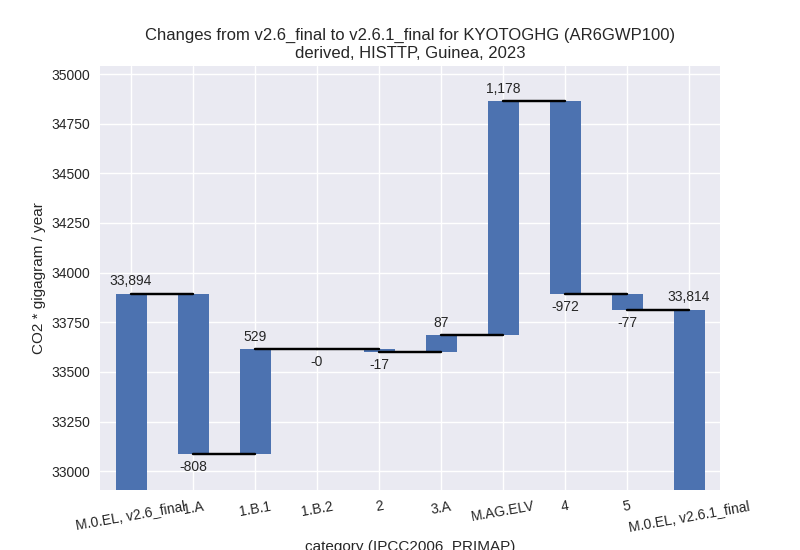 Changes from v2.6_final to v2.6.1_final for KYOTOGHG (AR6GWP100)
derived, HISTTP, Guinea, 2023
CO2 * gigagram / year
35000
34750
34500
34250
34000
33750
33500
33250
33000
33,894
-808
529
-0
-17
87
1,178
-972
-77
33,814
M.0.EL, v2.6_final
1.A
1.B.1
1.B.2
2
3.A
M.AG.ELV
4
5
M.0.EL, v2.6.1_final
category (IPCC2006_PRIMAP)